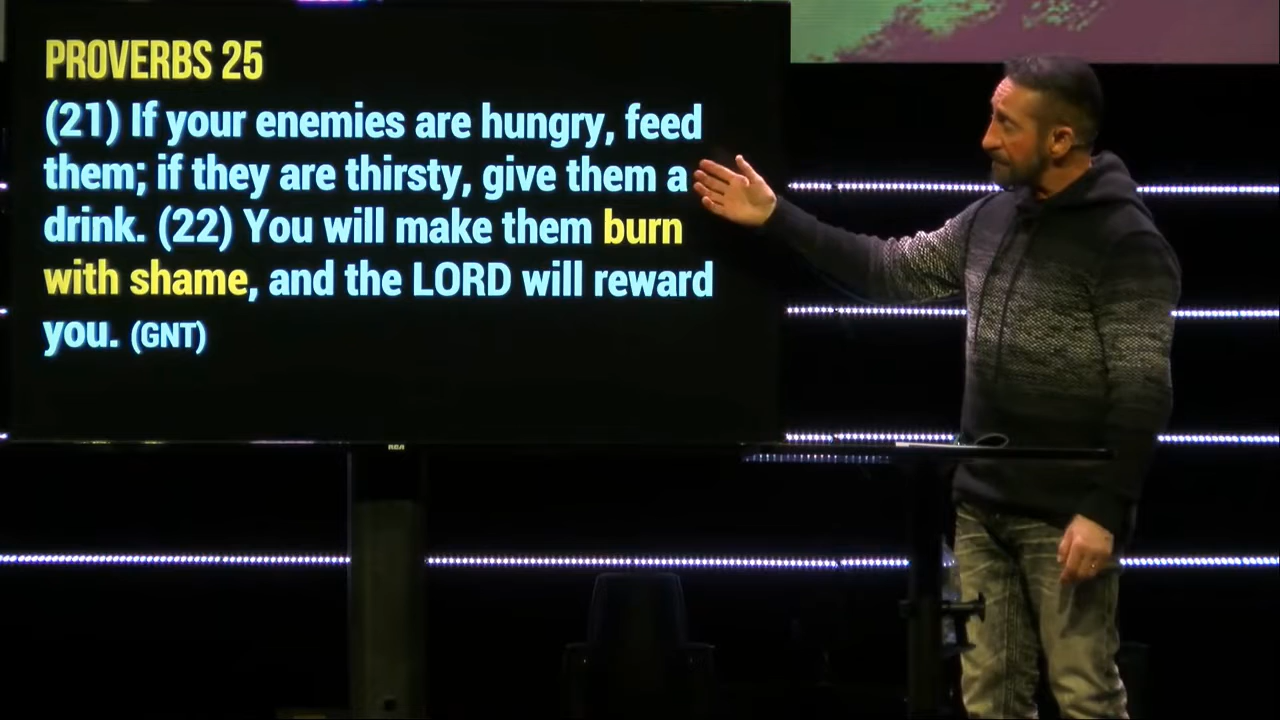 PROVERBS 25
(21) If your enemies are hungry, feed
them; if they are thirsty, give them a
drink. (22) You will make them burn
with shame, and the LORD will reward
you. (GNT)
RCA